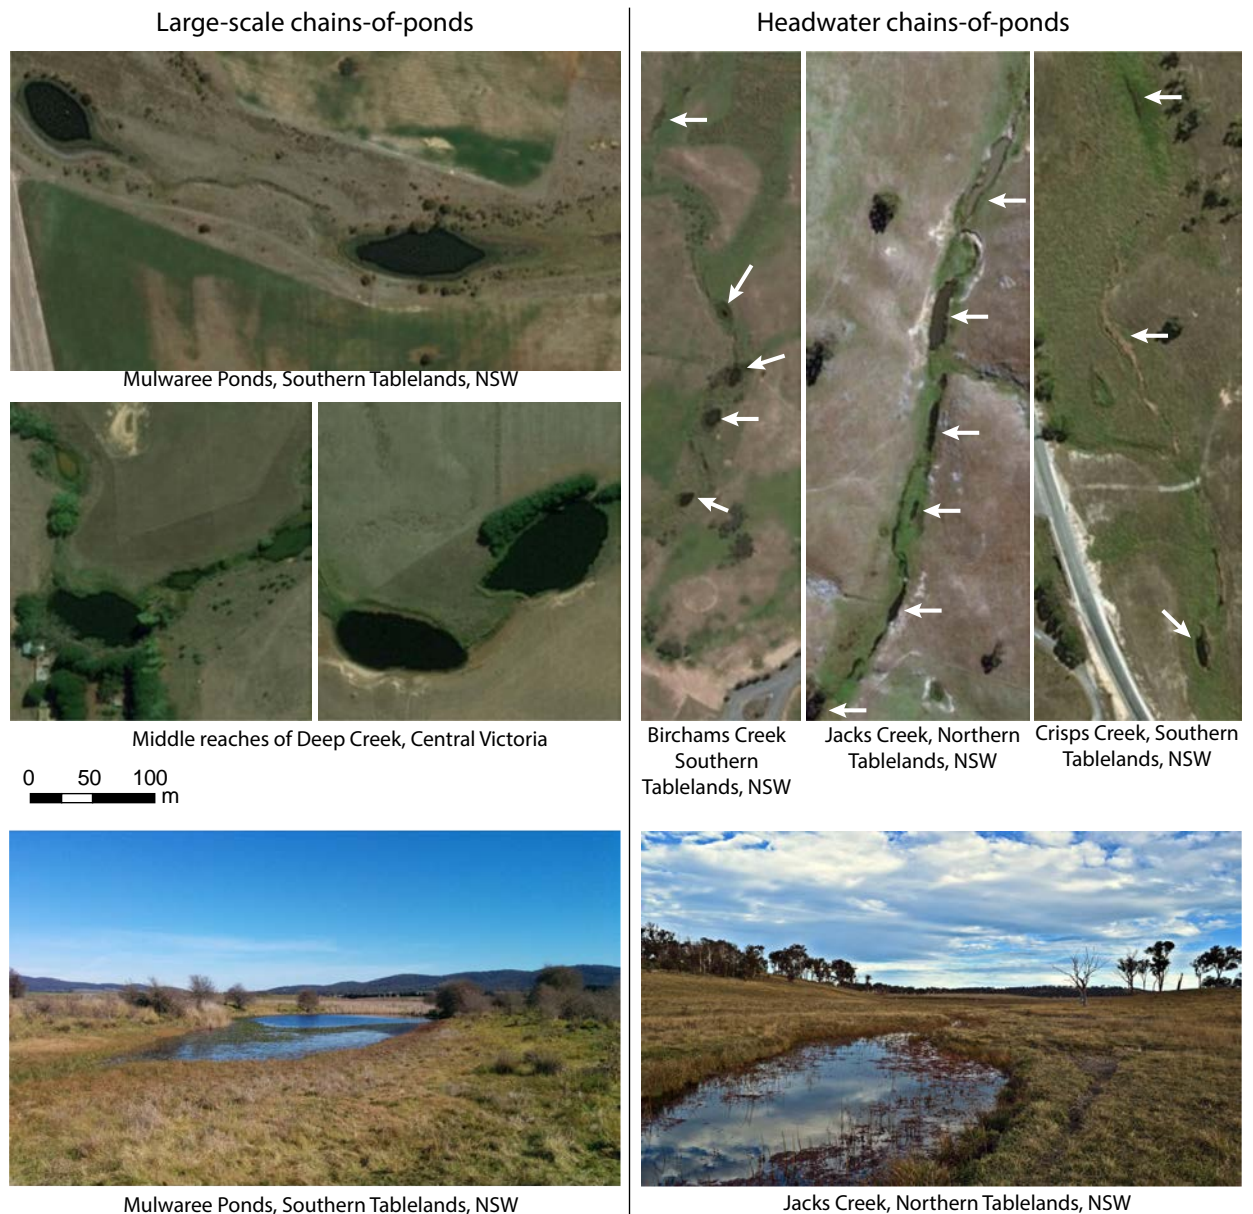 Large-scale chains-of-ponds
Mulwaree Ponds, Southern Tablelands, NSW
Middle reaches of Deep Creek, Central Victoria
0 50 100
m
Mulwaree Ponds, Southern Tablelands, NSW
Headwater chains-of-ponds
Birchams Creek
Southern
Tablelands, NSW
Jacks Creek, Northern
Tablelands, NSW
Crisps Creek, Southern
Tablelands, NSW
Jacks Creek, Northern Tablelands, NSW